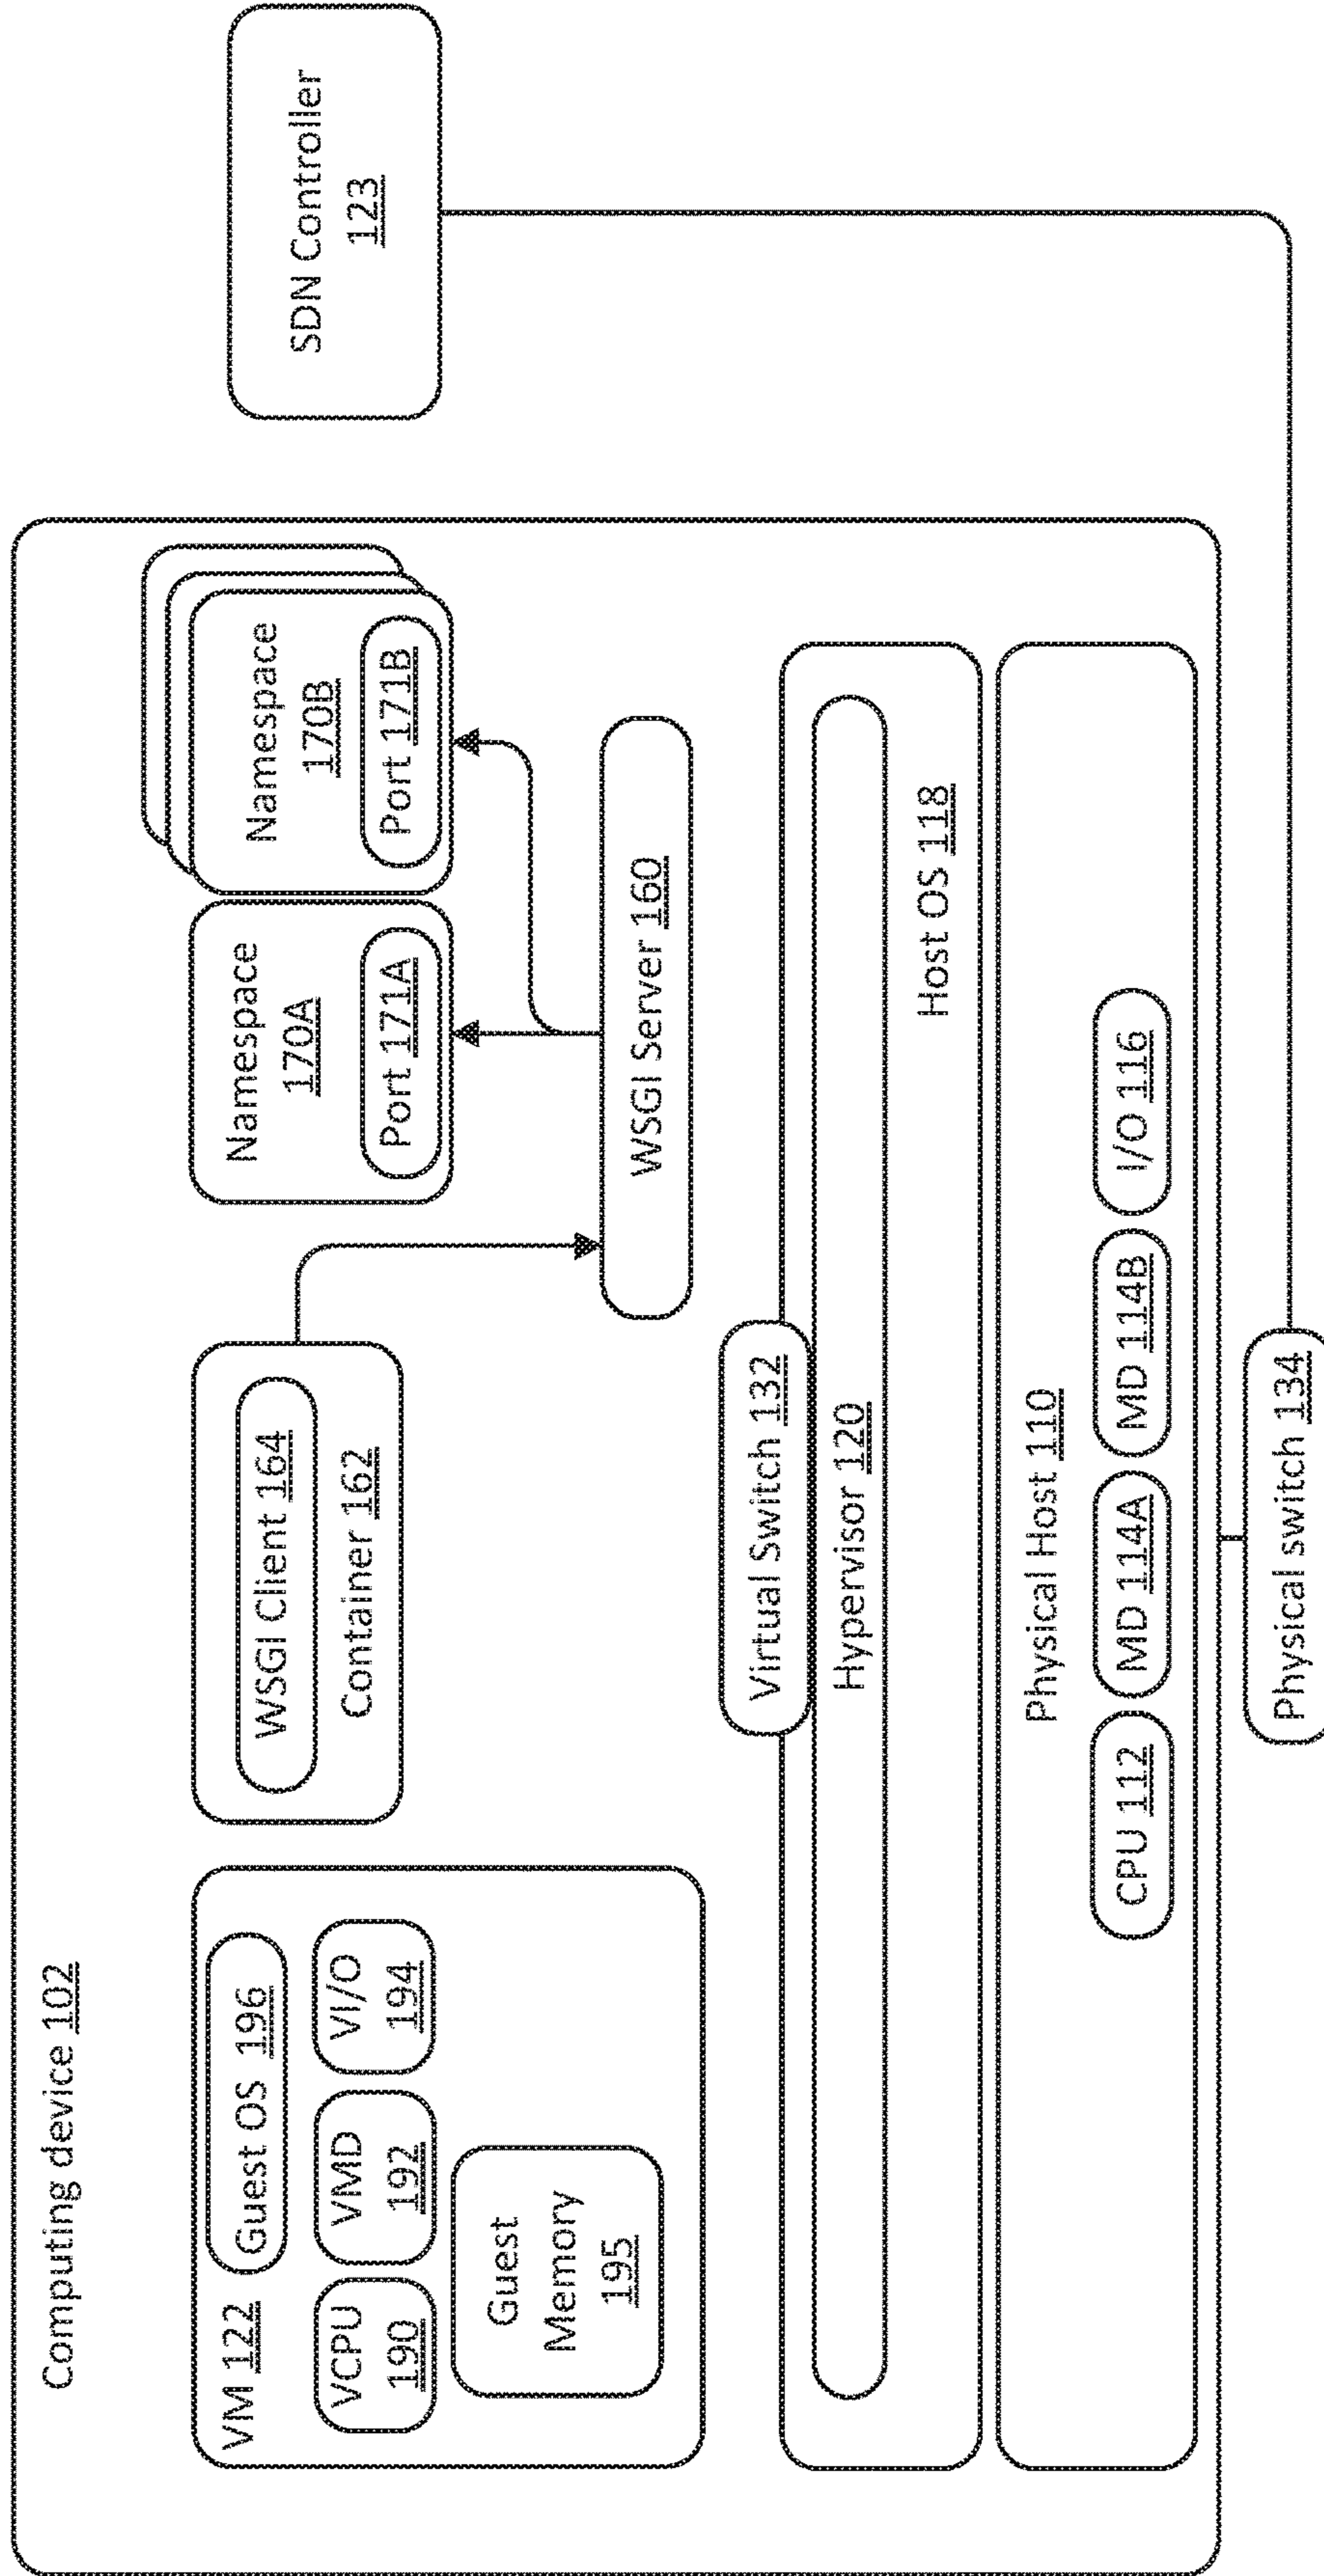 Computing device 102
VM 122
Guest OS 196
VCPU
190
VMD
192
VI/O
194
Guest
Memory
195
WSGI Client 164
Container 162
Namespace
170A
Port 171A
Namespace
170B
Port 171B
SDN Controller
123
WSGI Server 160
Virtual Switch 132
Hypervisor 120
Host OS 118
Physical Host 110
CPU 112
MD 114A
MD 114B
I/O 116
Physical switch 134